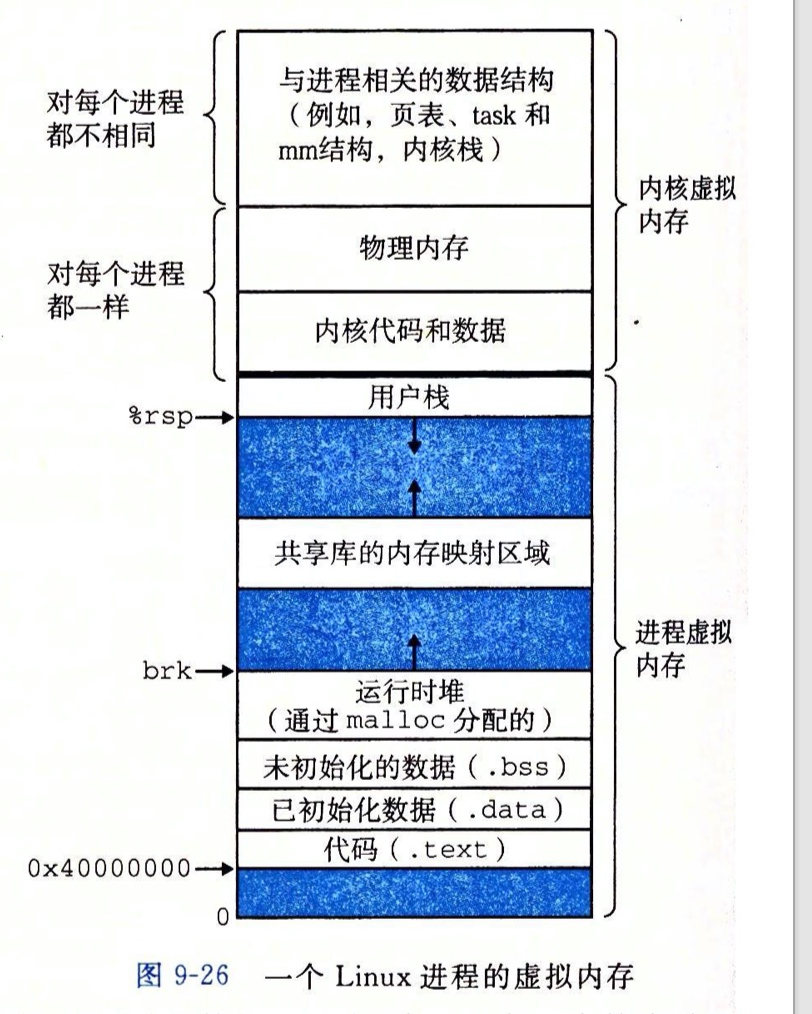 对每个进程
都不相同
与进程相关的数据结构
（例如，页表、task 和
mm结构，内核栈）
内核虚拟
内存
对每个进程
都一样
物理内存
内核代码和数据
用户栈
%rsp
共享库的内存映射区域
进程虚拟
内存
brk
运行时堆
（通过 malloc 分配的）
未初始化的数据（.bss）
已初始化数据（.data）
代码（.text）
0x40000000
0
图 9-26 一个 Linux 进程的虚拟内存